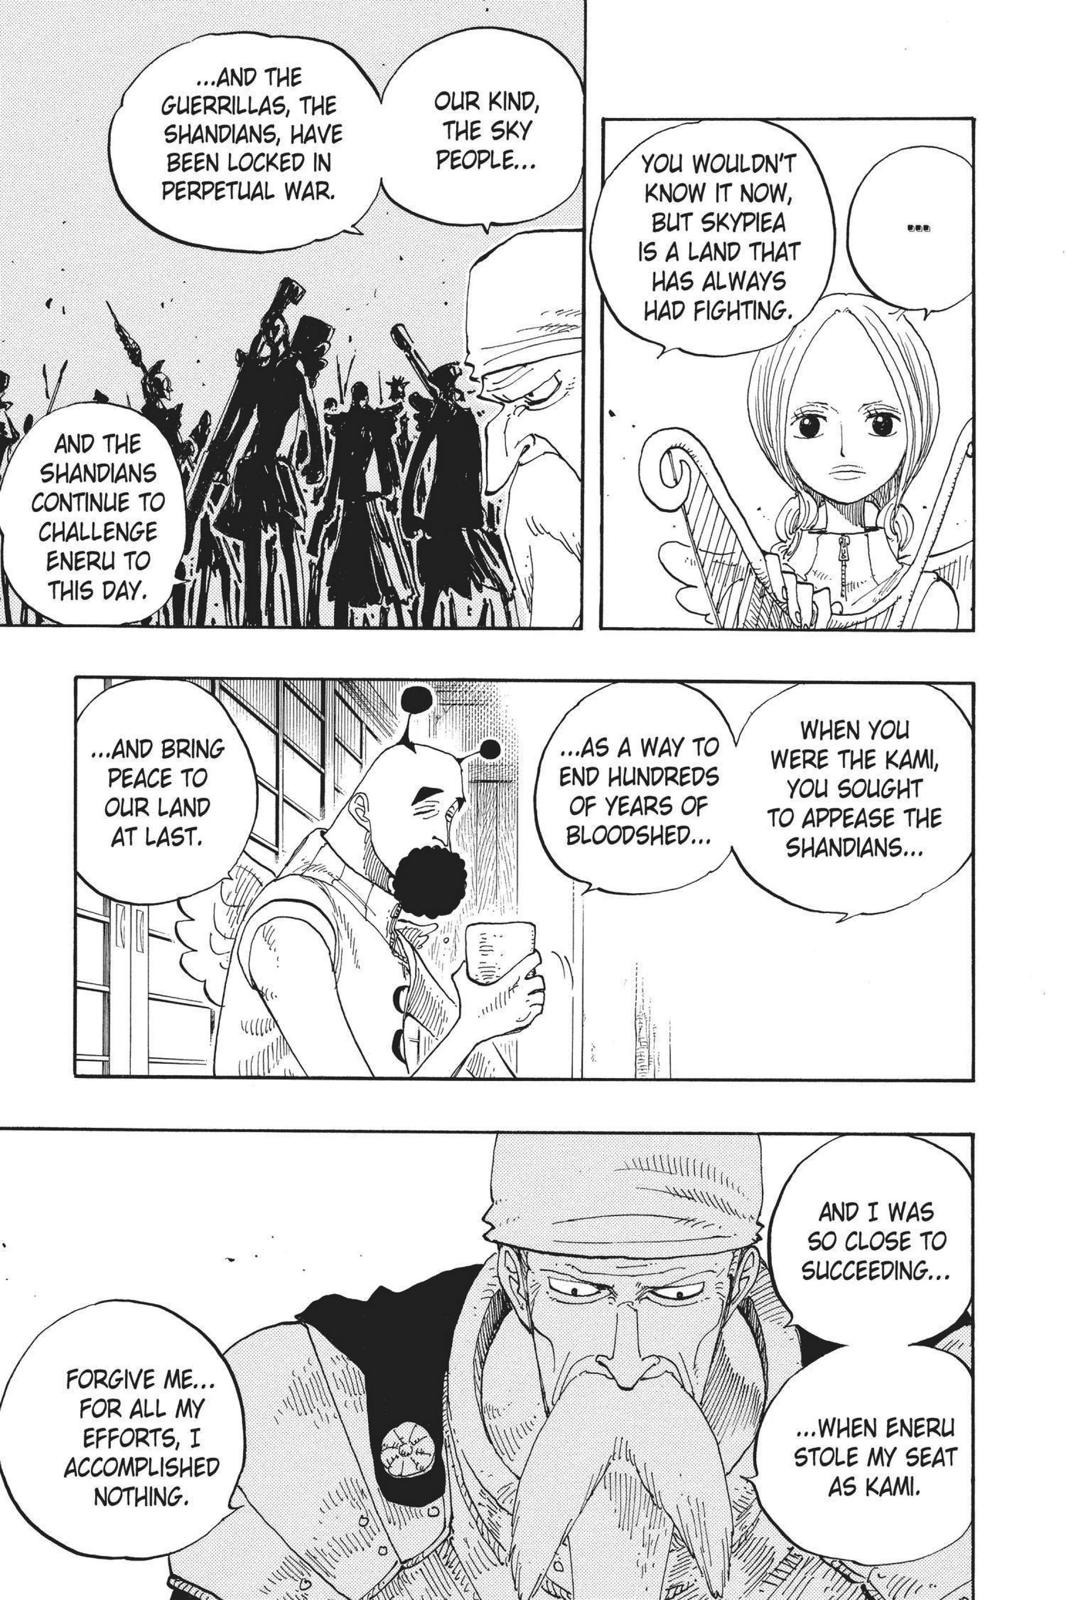 ...
YOU WOULDN'T
KNOW IT NOW,
BUT SKYPIEA
IS A LAND THAT
HAS ALWAYS
HAD FIGHTING.
OUR KIND,
THE SKY
PEOPLE...
...AND THE
GUERRILLAS, THE
SHANDIANS, HAVE
BEEN LOCKED IN
PERPETUAL WAR.
AND THE
SHANDIANS
CONTINUE TO
CHALLENGE
ENERU TO
THIS DAY.
WHEN YOU
WERE THE KAMI,
YOU SOUGHT
TO APPEASE THE
SHANDIANS...
...AS A WAY TO
END HUNDREDS
OF YEARS OF
BLOODSHED...
...AND BRING
PEACE TO
OUR LAND
AT LAST.
AND I WAS
SO CLOSE TO
SUCCEEDING...
...WHEN ENERU
STOLE MY SEAT
AS KAMI.
FORGIVE ME...
FOR ALL MY
EFFORTS, I
ACCOMPLISHED
NOTHING.